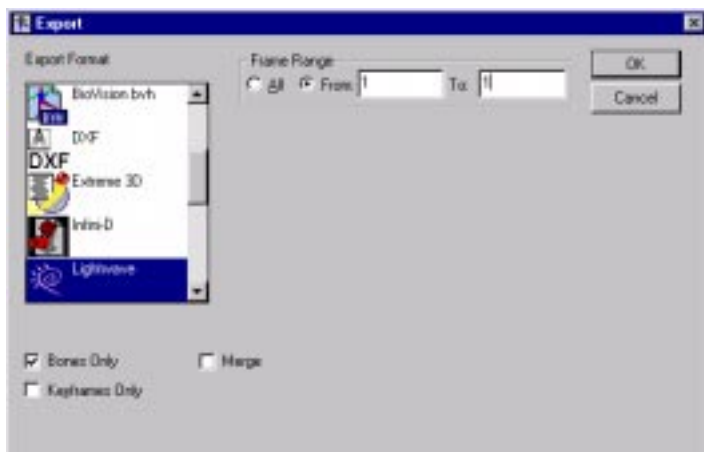 Export
Export Format
BioVision bvh
BVH
DXF
DXF
Extreme 3D
Infini-D
Lightwave
Frame Range
All From: 1 To: 1
OK
Cancel
Bones Only Merge
Keyframes Only